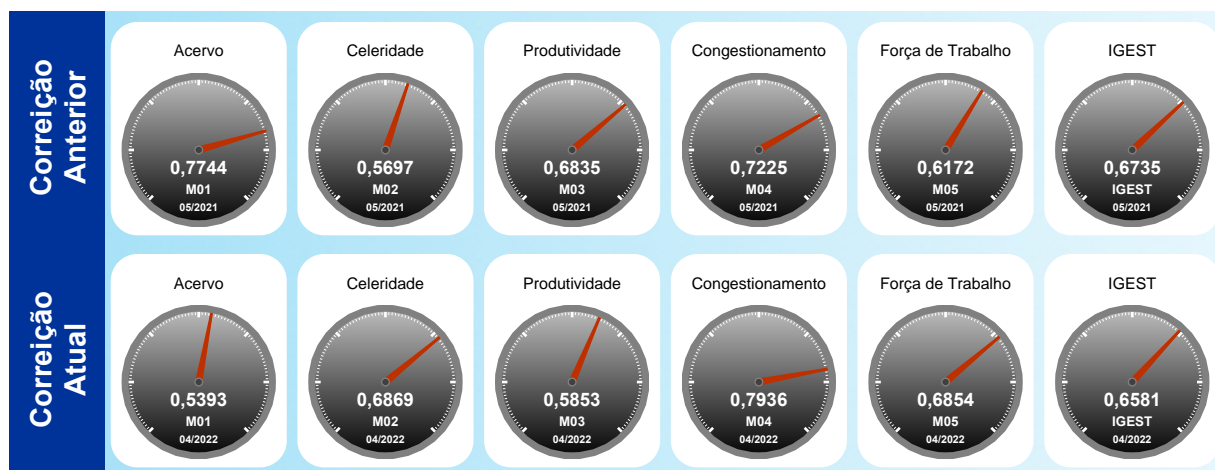 Correição
Anterior
Acervo
0,7744
M01
05/2021
Celeridade
0,5697
M02
05/2021
Produtividade
0,6835
M03
05/2021
Congestionamento
0,7225
M04
05/2021
Força de Trabalho
0,6172
M05
05/2021
IGEST
0,6735
IGEST
05/2021
Correição
Atual
Acervo
0,5393
M01
04/2022
Celeridade
0,6869
M02
04/2022
Produtividade
0,5853
M03
04/2022
Congestionamento
0,7936
M04
04/2022
Força de Trabalho
0,6854
M05
04/2022
IGEST
0,6581
IGEST
04/2022